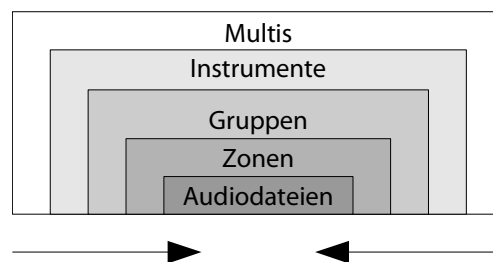 Multis
Instrumente
Gruppen
Zonen
Audiodateien